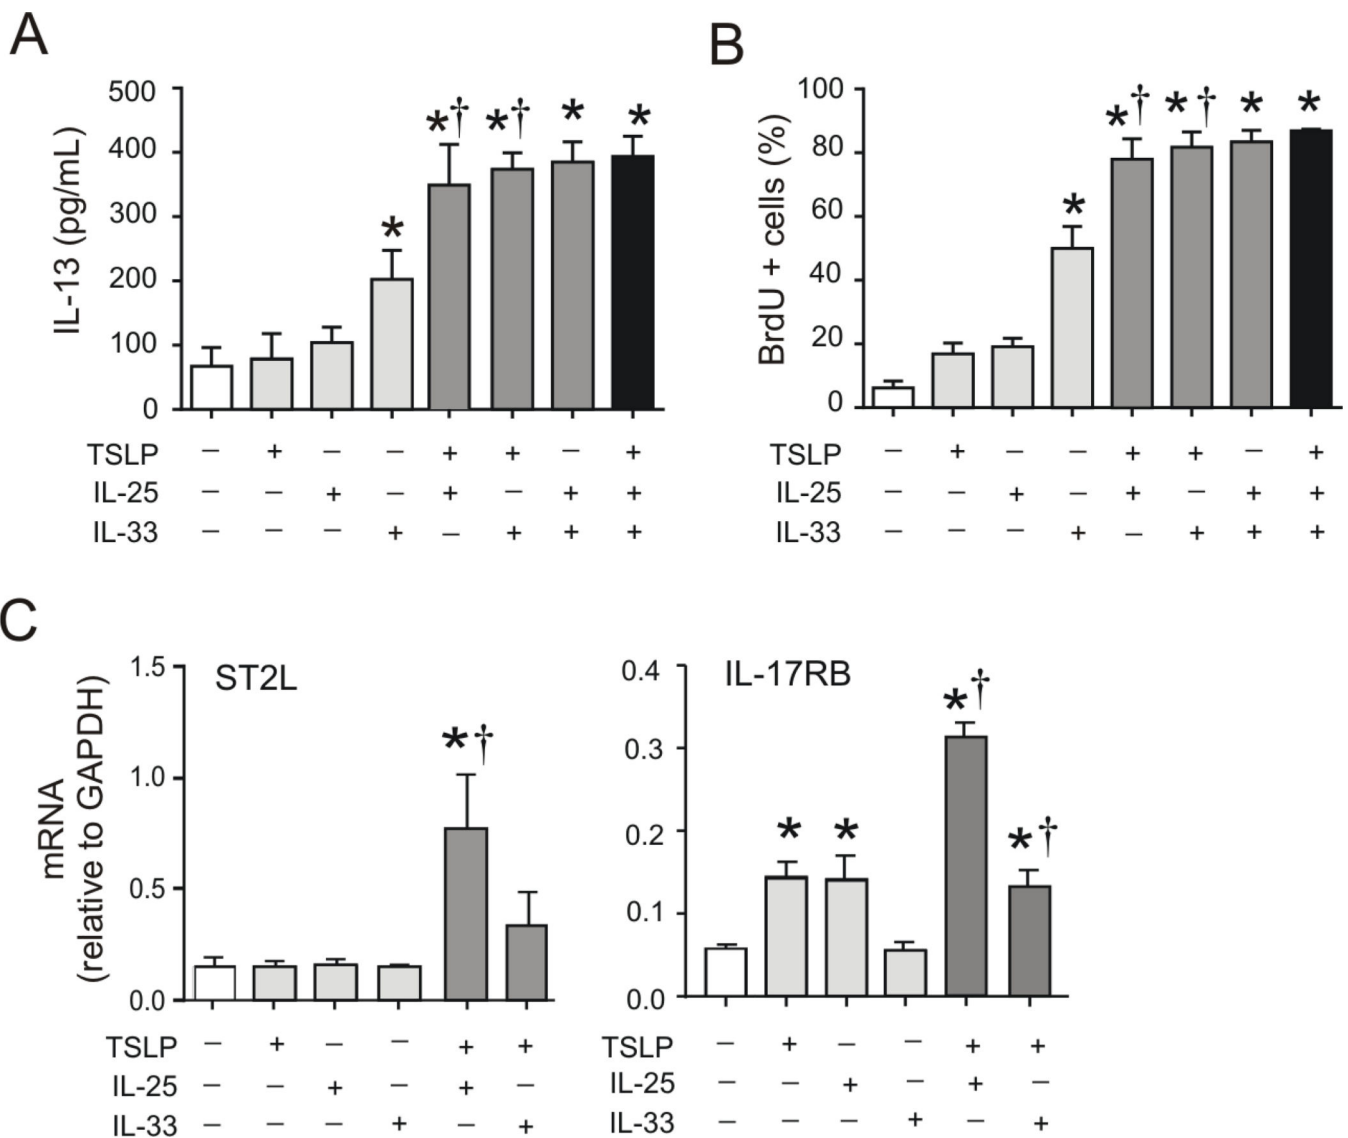 A
IL-13 (pg/mL)
500
400
300
200
100
0
* † * † * *
*
TSLP − + − − + + − +
IL-25 − − + − + − + +
IL-33 − − − + − + + +
B
BrdU + cells (%)
100
80
60
40
20
0
* † * † * *
*
TSLP − + − − + + − +
IL-25 − − + − + − + +
IL-33 − − − + − + + +
C
mRNA
(relative to GAPDH)
ST2L
1.5
1.0
0.5
0.0
* †
TSLP − + − − + +
IL-25 − − + − + −
IL-33 − − − + − +
IL-17RB
0.4
0.3
0.2
0.1
0.0
* †
* * * †
TSLP − + − − + +
IL-25 − − + − + −
IL-33 − − − + − +